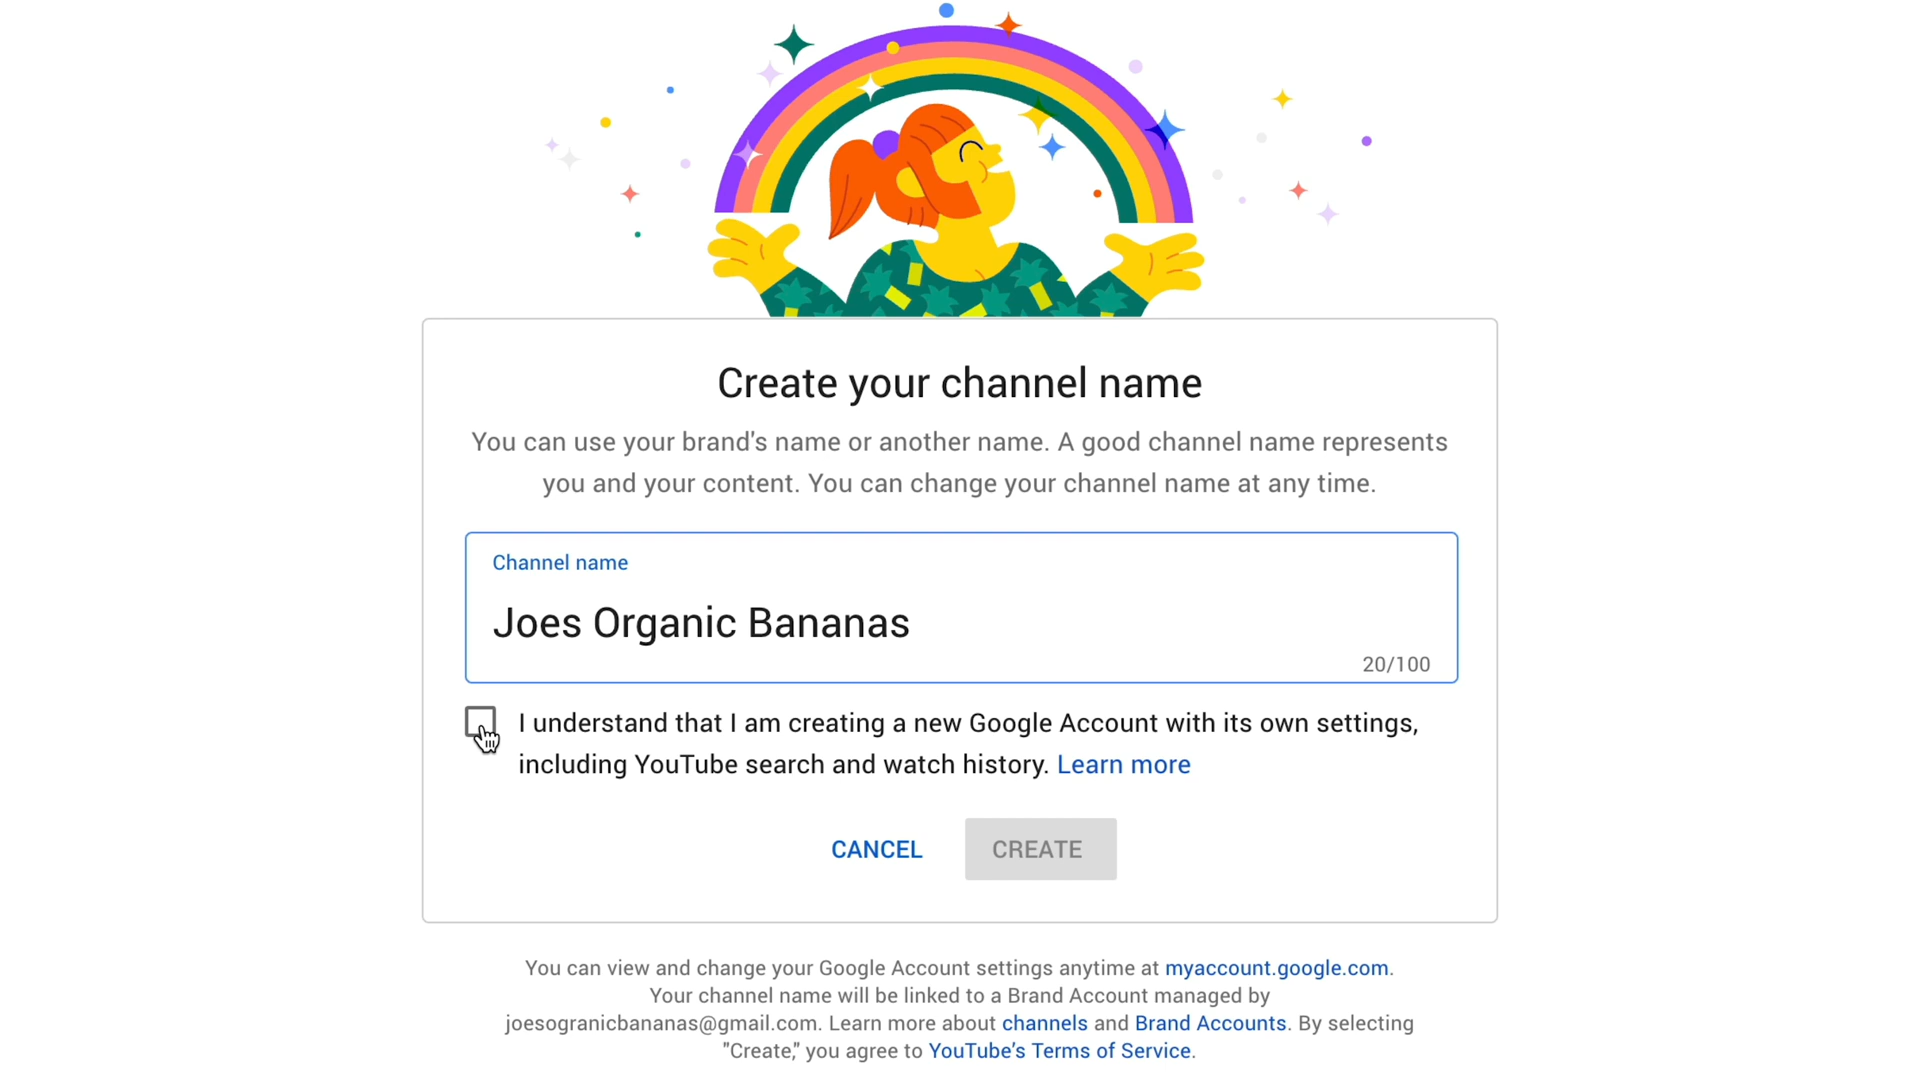 Create your channel name
You can use your brand's name or another name. A good channel name represents
you and your content. You can change your channel name at any time.
Channel name
Joes Organic Bananas
20/100
I understand that I am creating a new Google Account with its own settings,
including YouTube search and watch history. Learn more
CANCEL CREATE
You can view and change your Google Account settings anytime at myaccount.google.com.
Your channel name will be linked to a Brand Account managed by
joesogranicbananas@gmail.com. Learn more about channels and Brand Accounts. By selecting
"Create," you agree to YouTube’s Terms of Service.